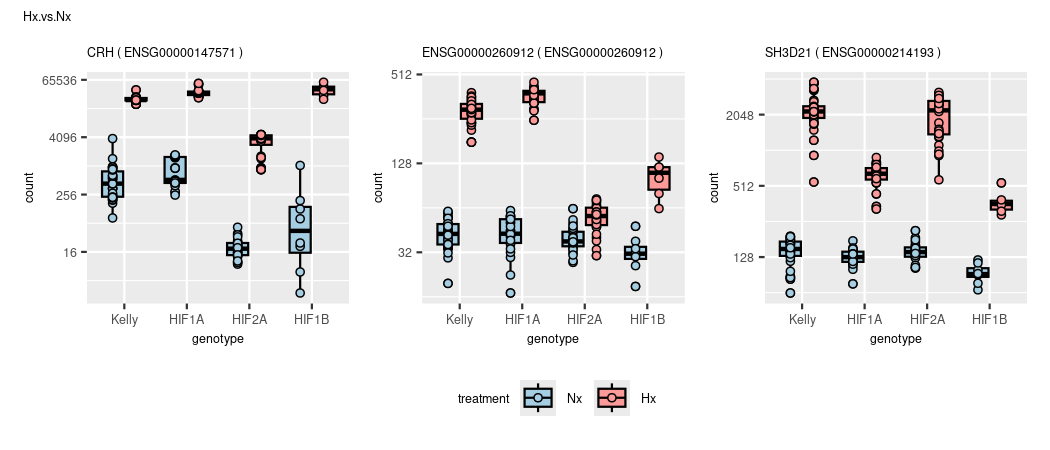 Hx.vs.Nx
CRH ( ENSG00000147571 )
65536
4096
256
16
count
Kelly HIF1A HIF2A HIF1B
genotype
ENSG00000260912 ( ENSG00000260912 )
512
128
32
count
Kelly HIF1A HIF2A HIF1B
genotype
SH3D21 ( ENSG00000214193 )
2048
512
128
count
Kelly HIF1A HIF2A HIF1B
genotype
treatment Nx Hx